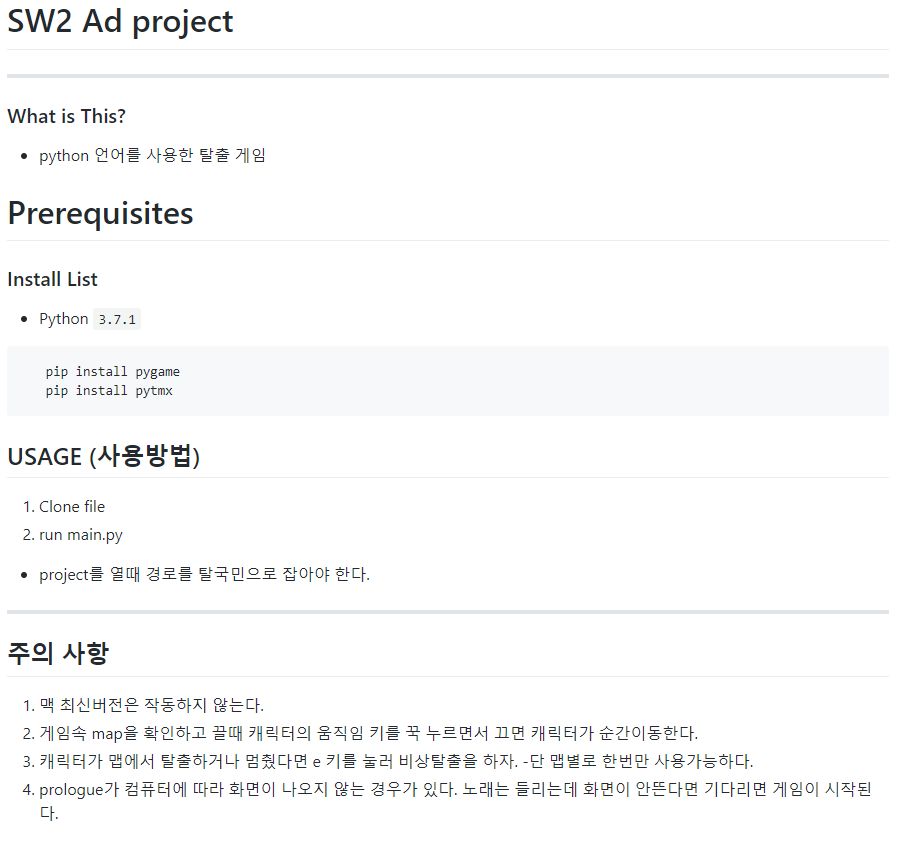 SW2 Ad project
What is This?
python 언어를 사용한 탈출 게임
Prerequisites
Install List
Python 3.7.1
pip install pygame
pip install pytmx
USAGE (사용방법)
1. Clone file
2. run main.py
project를 열때 경로를 탈국민으로 잡아야 한다.
주의 사항
1. 맥 최신버전은 작동하지 않는다.
2. 게임속 map을 확인하고 끌때 캐릭터의 움직임 키를 꾹 누르면서 끄면 캐릭터가 순간이동한다.
3. 캐릭터가 맵에서 탈출하거나 멈췄다면 e 키를 눌러 비상탈출을 하자. -단 맵별로 한번만 사용가능하다.
4. prologue가 컴퓨터에 따라 화면이 나오지 않는 경우가 있다. 노래는 들리는데 화면이 안뜬다면 기다리면 게임이 시작된
다.